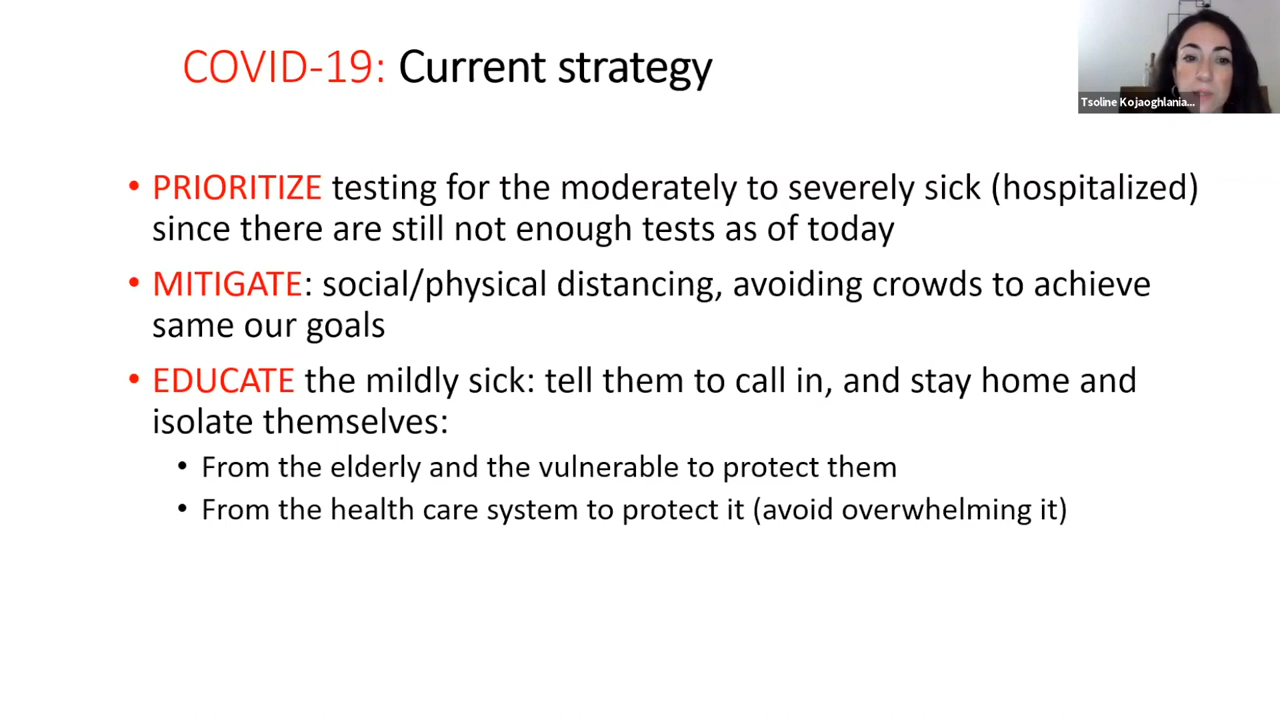 COVID-19: Current strategy
Tsoline Kojaoghlania...
• PRIORITIZE testing for the moderately to severely sick (hospitalized)
since there are still not enough tests as of today
• MITIGATE: social/physical distancing, avoiding crowds to achieve
same our goals
• EDUCATE the mildly sick: tell them to call in, and stay home and
isolate themselves:
• From the elderly and the vulnerable to protect them
• From the health care system to protect it (avoid overwhelming it)